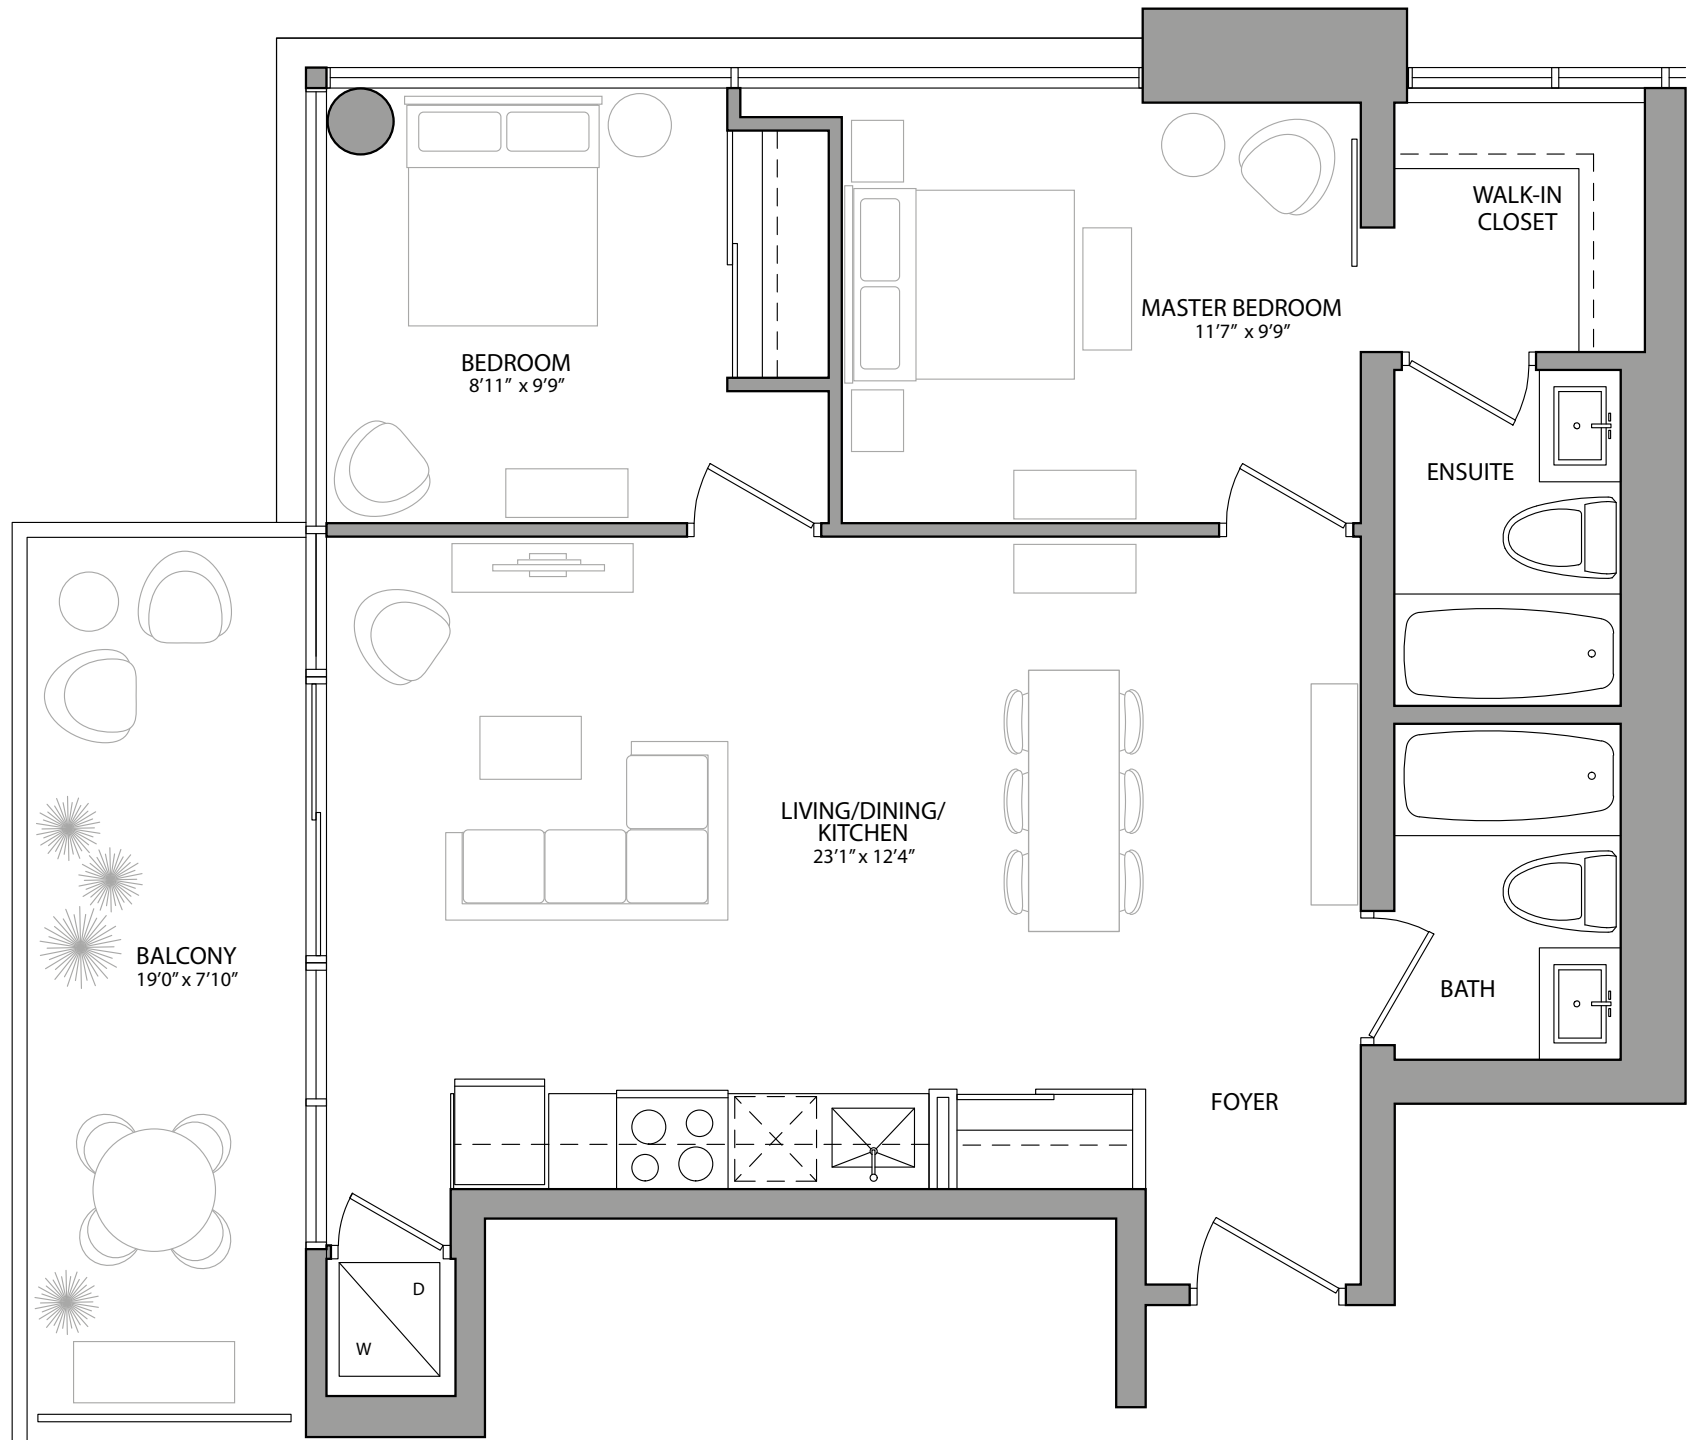 WALK-IN
CLOSET
MASTER BEDROOM
11'7" x 9'9"
BEDROOM
8'11" x 9'9"
ENSUITE
LIVING/DINING/
KITCHEN
23'1" x 12'4"
BALCONY
19'0" x 7'10"
BATH
FOYER
D
W